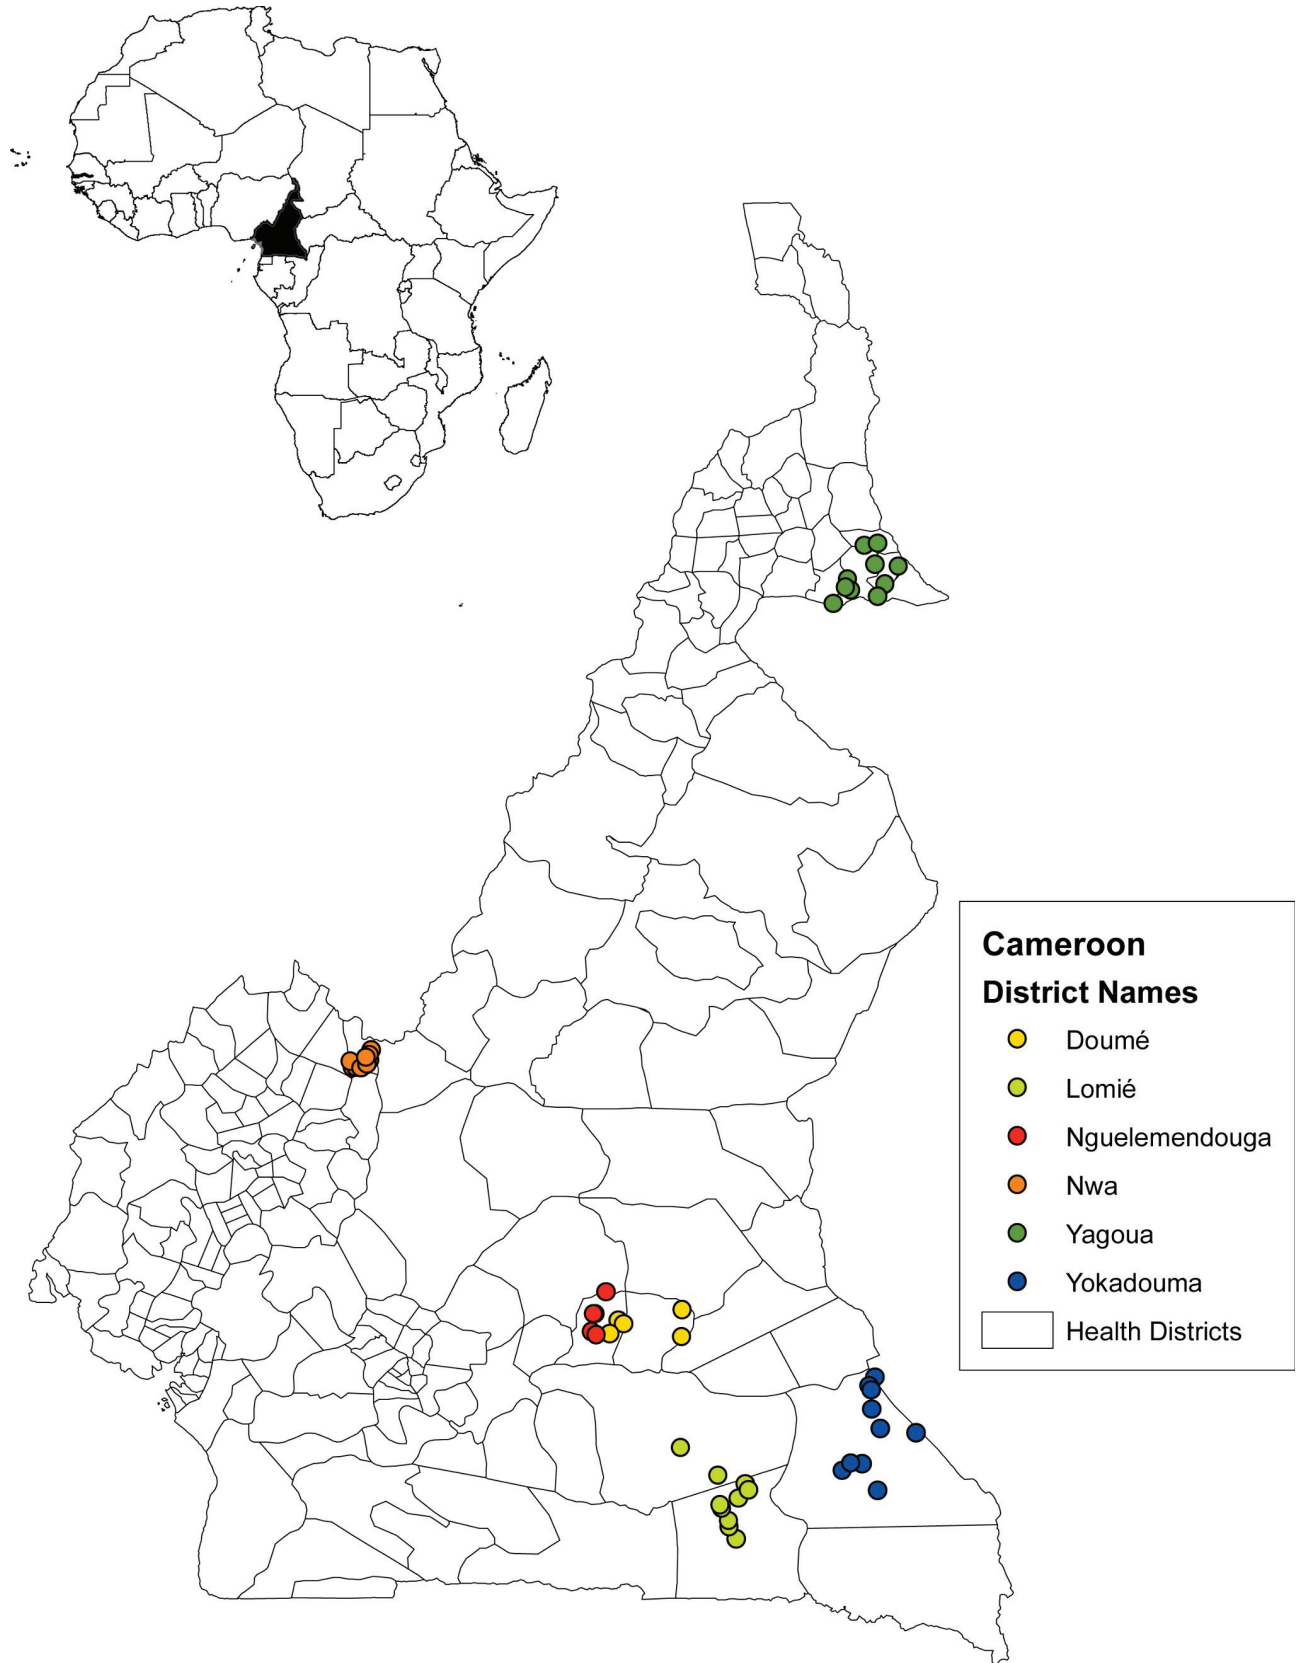 Cameroon
District Names
Doumé
Lomié
Nguelemendouga
Nwa
Yagoua
Yokadouma
Health Districts